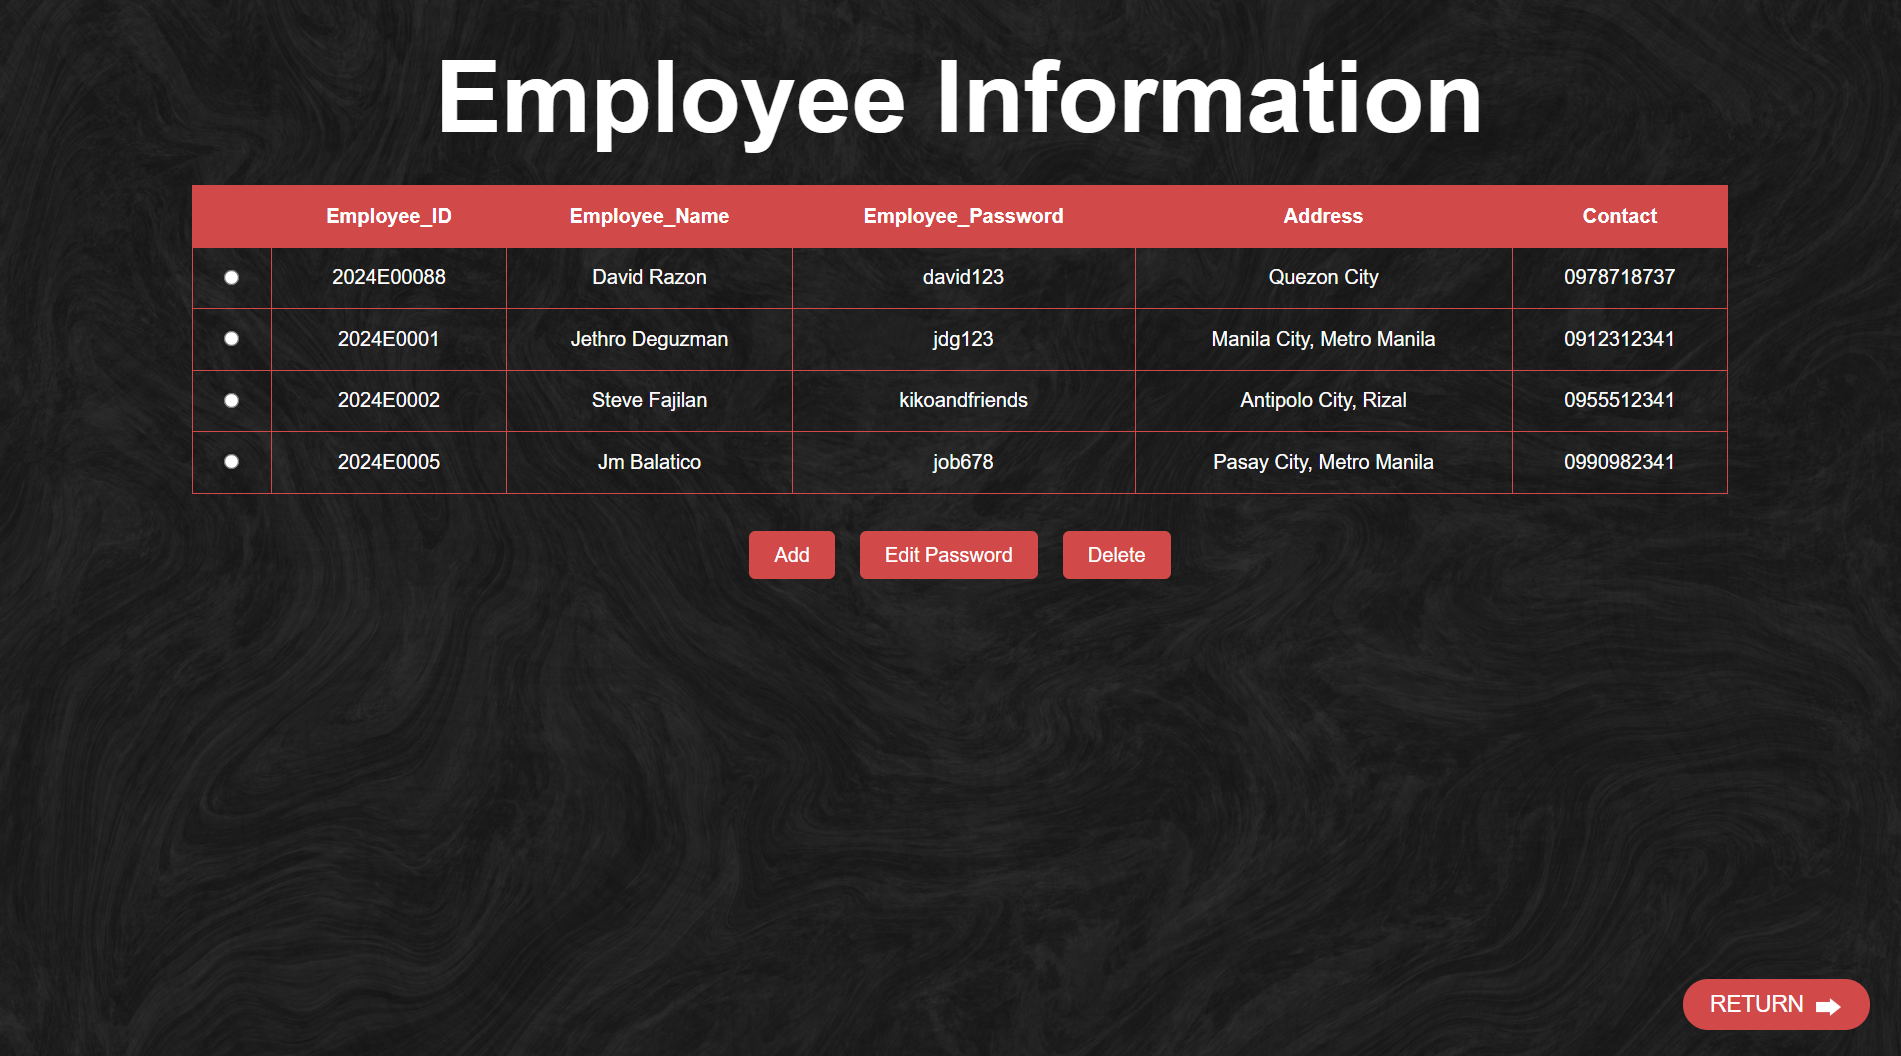 Employee Information
Employee_ID Employee_Name Employee_Password Address Contact
2024E00088 David Razon david123 Quezon City 0978718737
2024E0001 Jethro Deguzman jdg123 Manila City, Metro Manila 0912312341
2024E0002 Steve Fajilan kikoandfriends Antipolo City, Rizal 0955512341
2024E0005 Jm Balatico job678 Pasay City, Metro Manila 0990982341
Add Edit Password Delete
RETURN